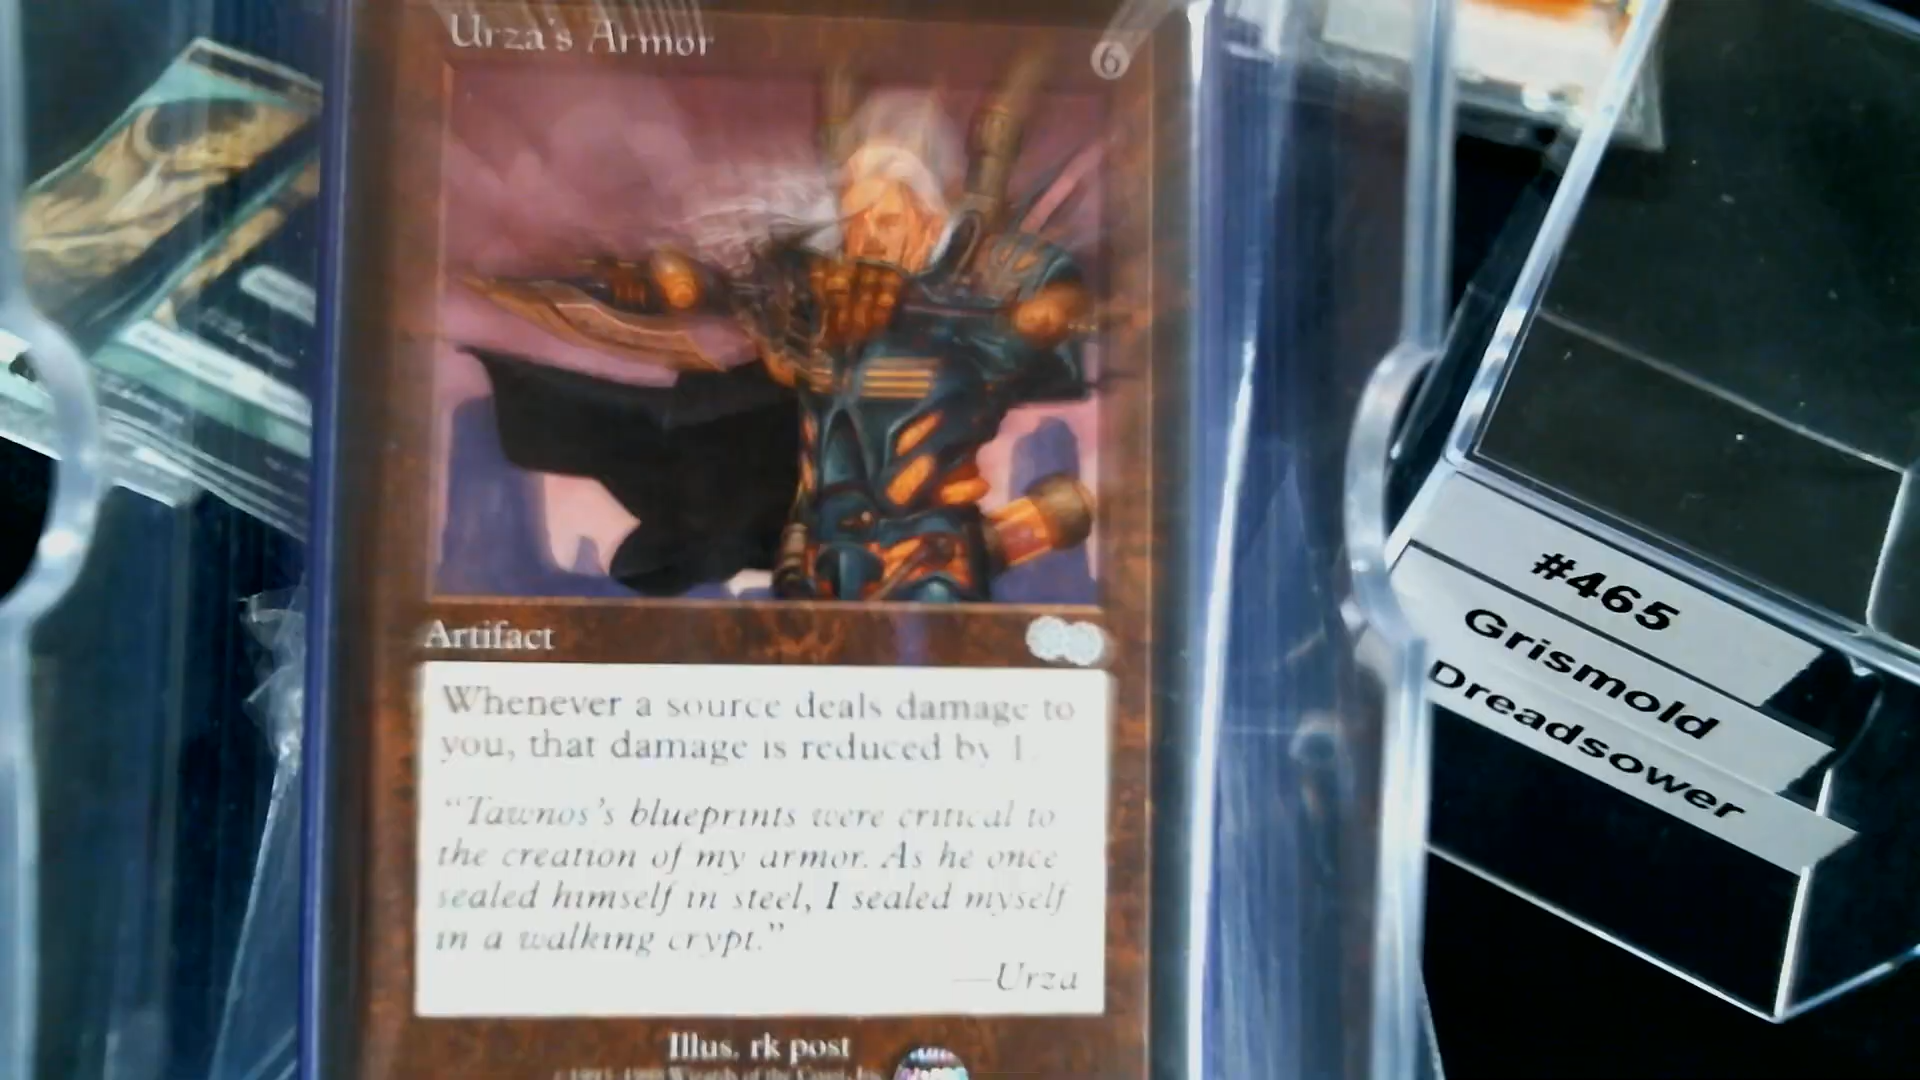 Urza's Armor
6
Artifact
Whenever a source deals damage to
you, that damage is reduced by 1.
"Tawnos's blueprints were critical to
the creation of my armor. As he once
sealed himself in steel, I sealed myself
in a walking crypt."
—Urza
Illus. rk post
#465
Grismold
Dreadsower